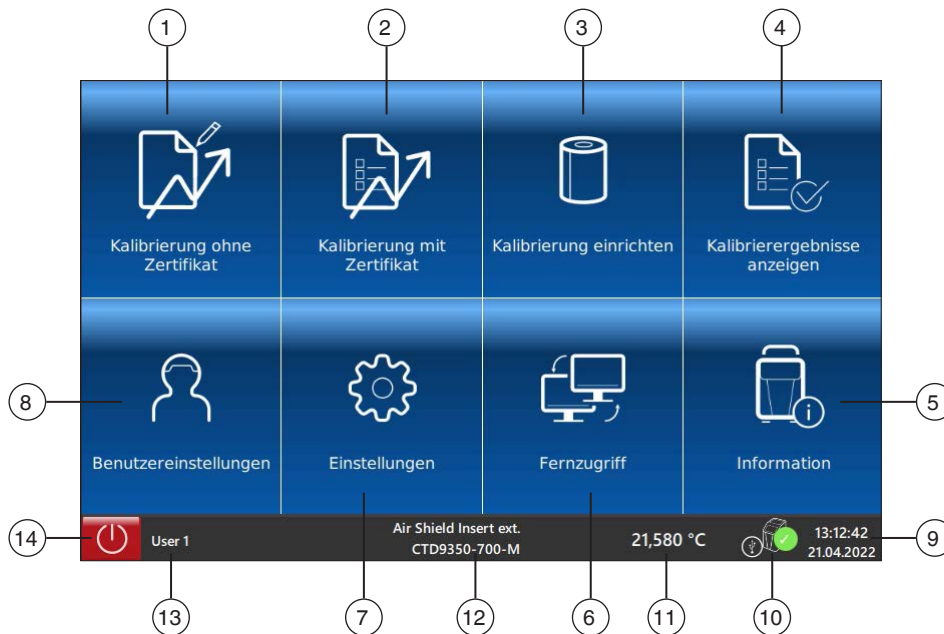 1
2
3
4
Kalibrierung ohne
Zertifikat
Kalibrierung mit
Zertifikat
Kalibrierung einrichten
Kalibrierergebnisse
anzeigen
8
5
Benutzereinstellungen
Einstellungen
Fernzugriff
Information
14
User 1
Air Shield Insert ext.
CTD9350-700-M
21,580 °C
13:12:42
21.04.2022
9
13
7
12
6
11
10